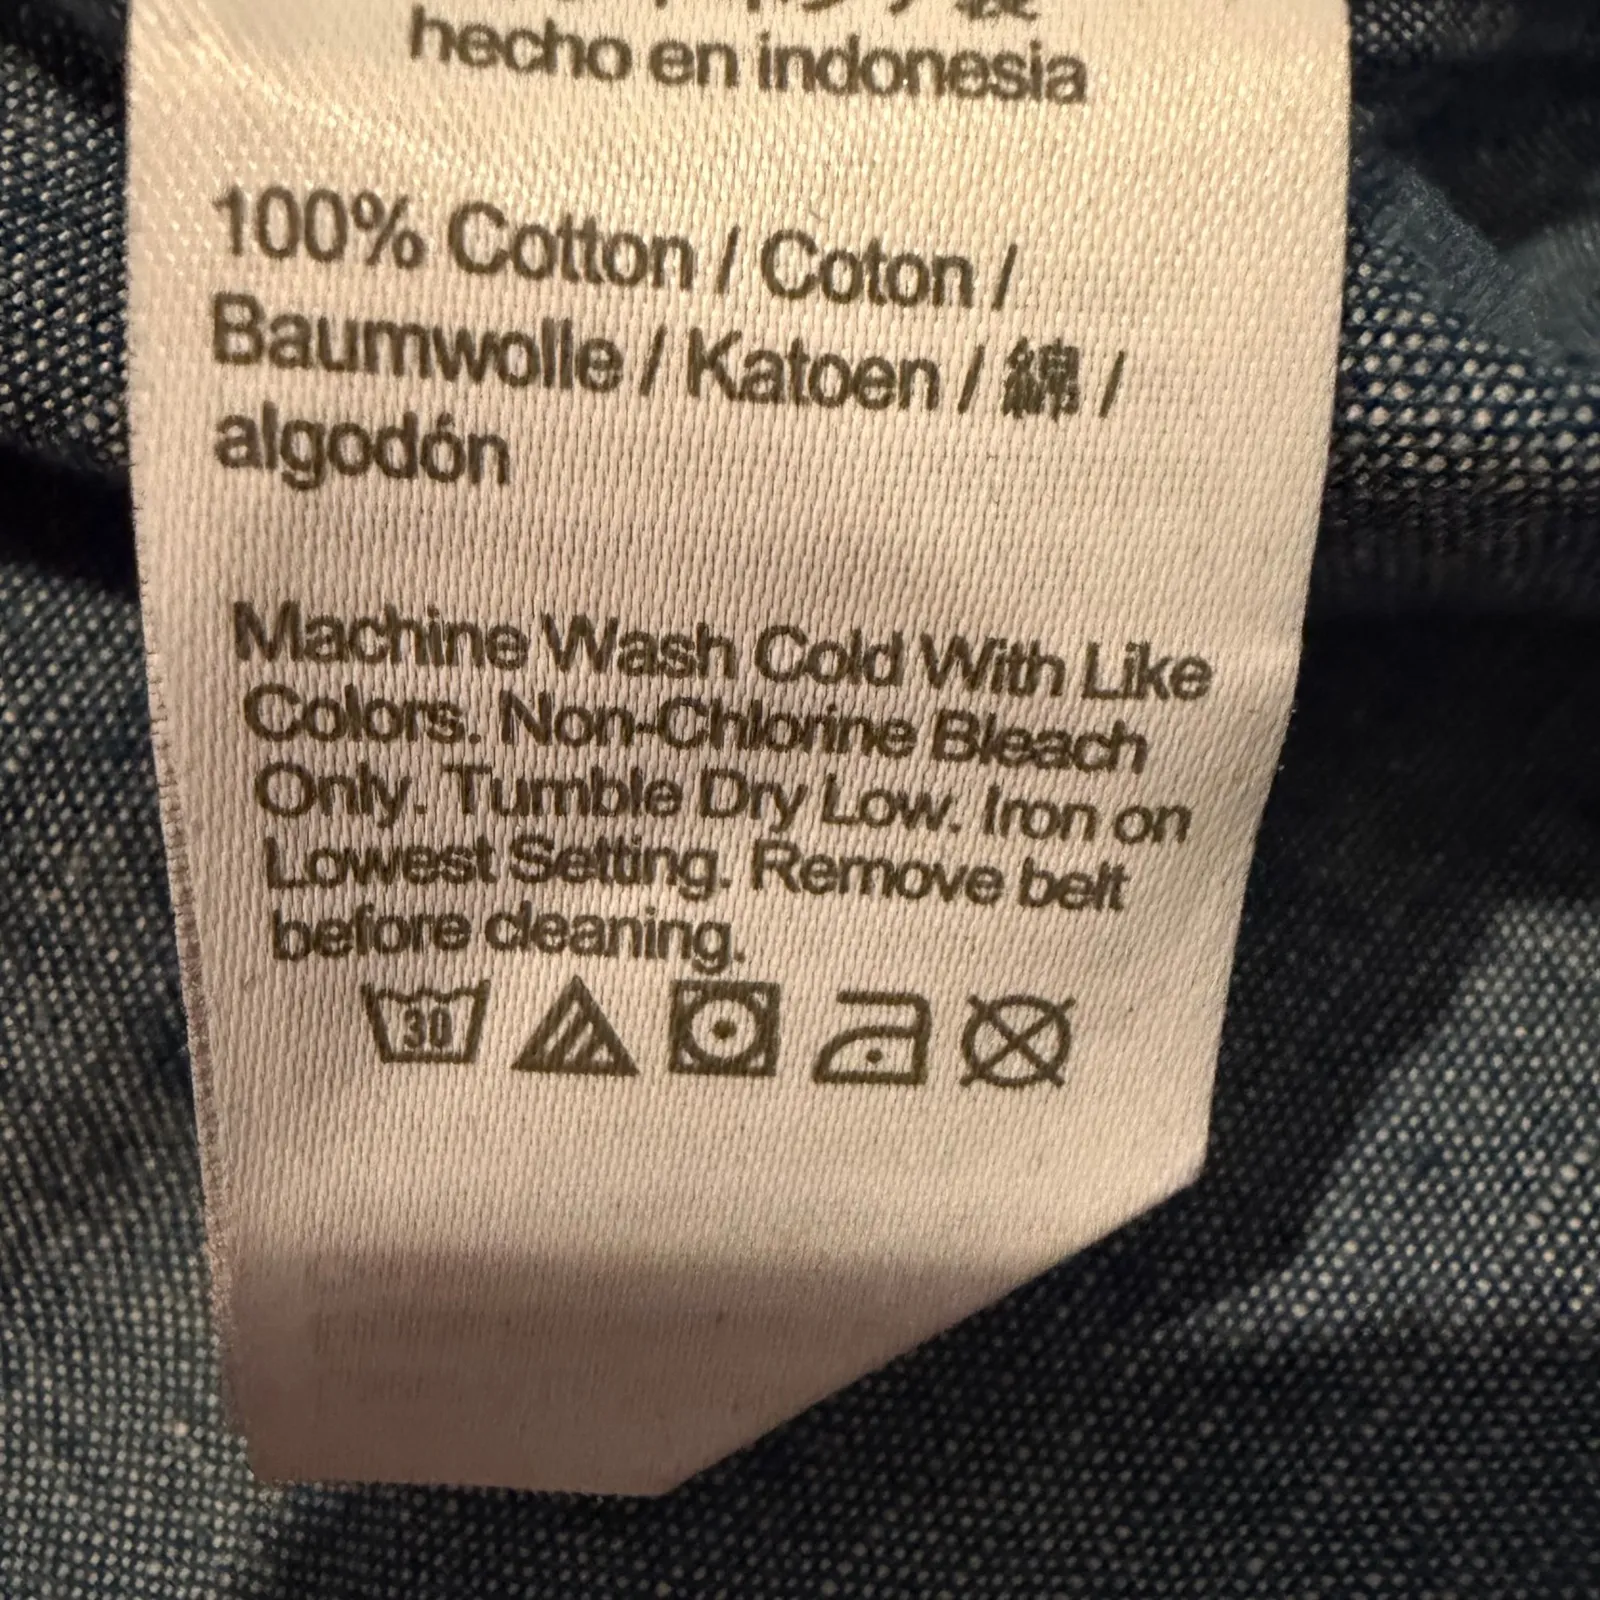 hecho en indonesia
100% Cotton / Coton /
Baumwolle / Katoen / 綿 /
algodón
Machine Wash Cold With Like
Colors. Non-Chlorine Bleach
Only. Tumble Dry Low. Iron on
Lowest Setting. Remove belt
before cleaning.
30